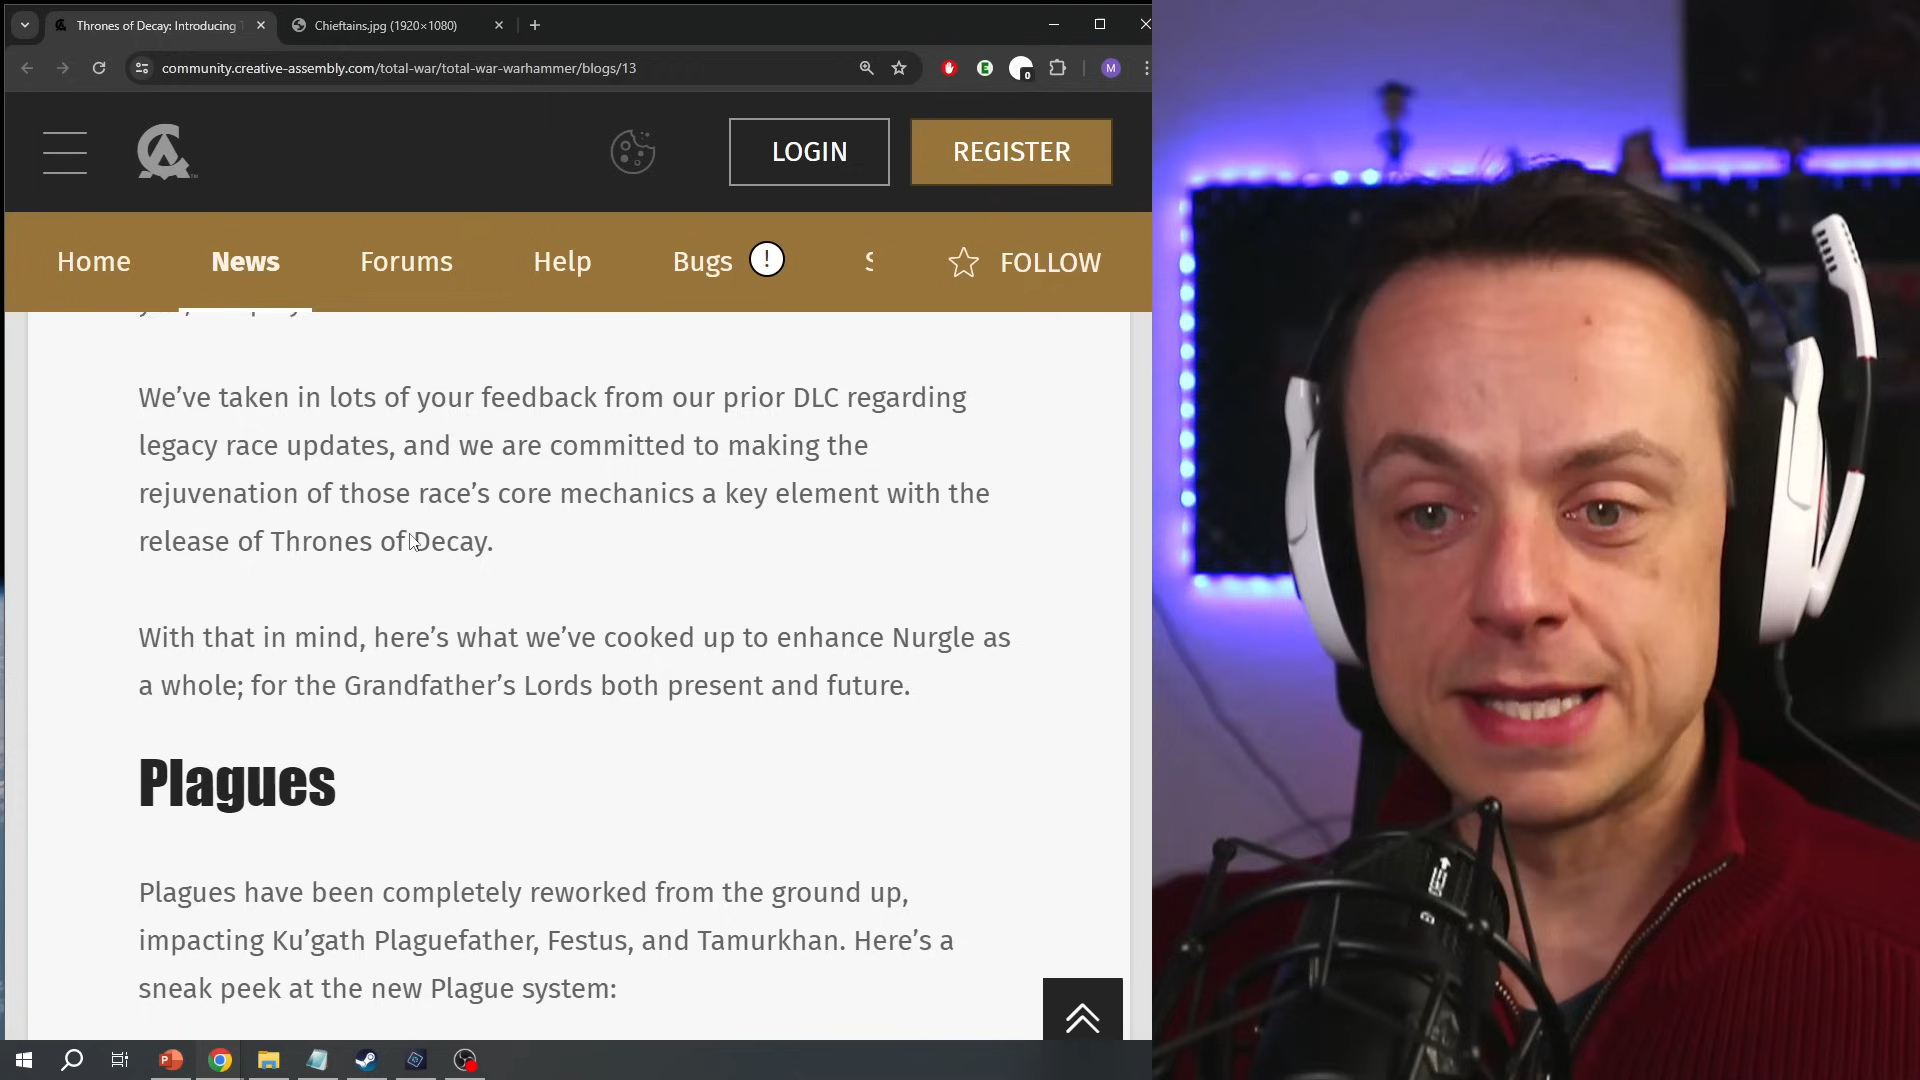 Thrones of Decay: Introducing T
Chieftains.jpg (1920×1080)
community.creative-assembly.com/total-war/total-war-warhammer/blogs/13
0
M
CA
LOGIN
REGISTER
Home
News
Forums
Help
Bugs
!
FOLLOW
We’ve taken in lots of your feedback from our prior DLC regarding
legacy race updates, and we are committed to making the
rejuvenation of those race’s core mechanics a key element with the
release of Thrones of Decay.
With that in mind, here’s what we’ve cooked up to enhance Nurgle as
a whole; for the Grandfather’s Lords both present and future.
Plagues
Plagues have been completely reworked from the ground up,
impacting Ku’gath Plaguefather, Festus, and Tamurkhan. Here’s a
sneak peek at the new Plague system: